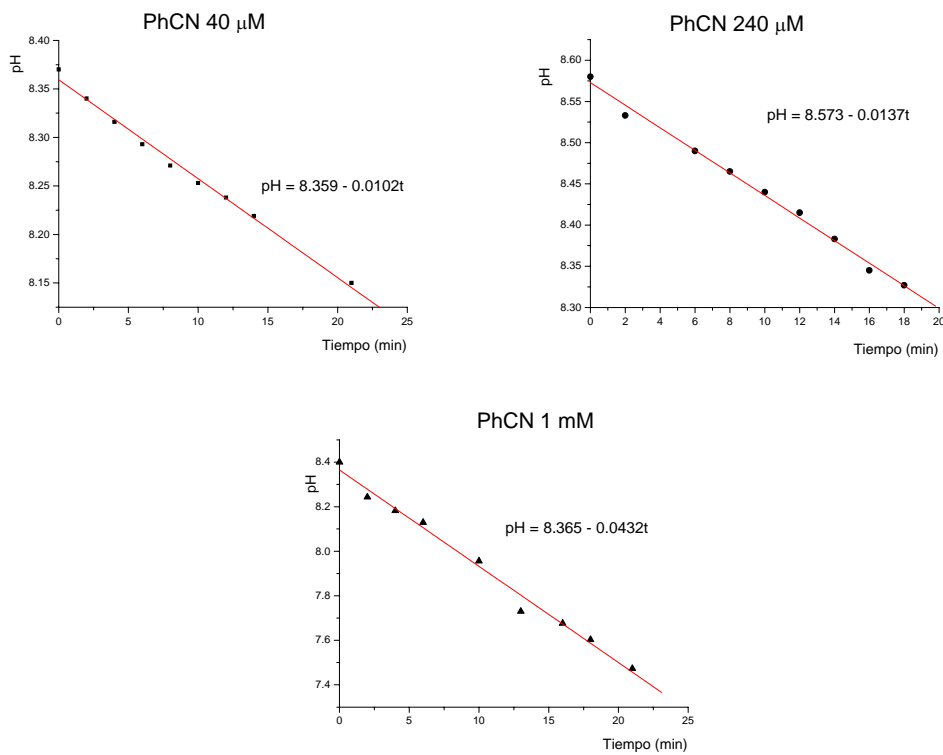 PhCN 40 μM
pH
8.40
8.35
8.30
8.25
8.20
8.15
pH = 8.359 - 0.0102t
0 5 10 15 20 25
Tiempo (min)
PhCN 240 μM
pH
8.60
8.55
8.50
8.45
8.40
8.35
8.30
pH = 8.573 - 0.0137t
0 2 4 6 8 10 12 14 16 18 20
Tiempo (min)
PhCN 1 mM
pH
8.4
8.2
8.0
7.8
7.6
7.4
pH = 8.365 - 0.0432t
0 5 10 15 20 25
Tiempo (min)